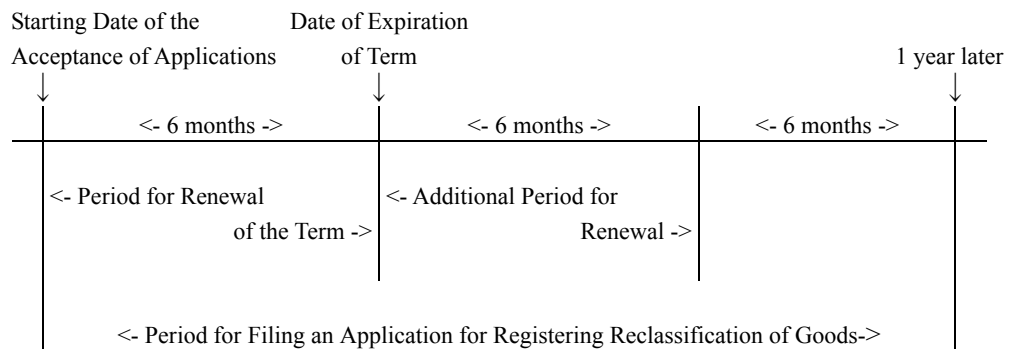 Starting Date of the Date of Expiration
Acceptance of Applications of Term 1 year later
↓ ↓ ↓
<- 6 months -> <- 6 months -> <- 6 months ->
<- Period for Renewal <- Additional Period for
of the Term -> Renewal ->
<- Period for Filing an Application for Registering Reclassification of Goods->